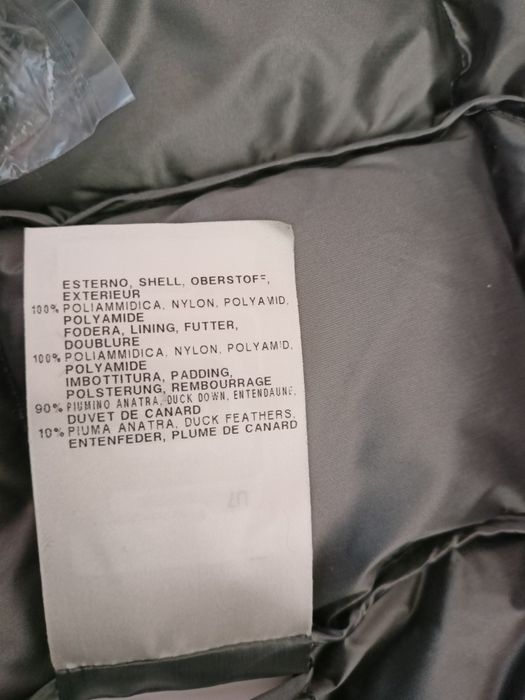 ESTERNO, SHELL, OBERSTOFF,
EXTERIEUR
100% POLIAMMIDICA, NYLON, POLYAMID,
POLYAMIDE
FODERA, LINING, FUTTER,
DOUBLURE
100% POLIAMMIDICA, NYLON, POLYAMID,
POLYAMIDE
IMBOTTITURA, PADDING,
POLSTERUNG, REMBOURRAGE
90% PIUMINO ANATRA, DUCK DOWN, ENTENDAUNE,
DUVET DE CANARD
10% PIUMA ANATRA, DUCK FEATHERS,
ENTENFEDER, PLUME DE CANARD